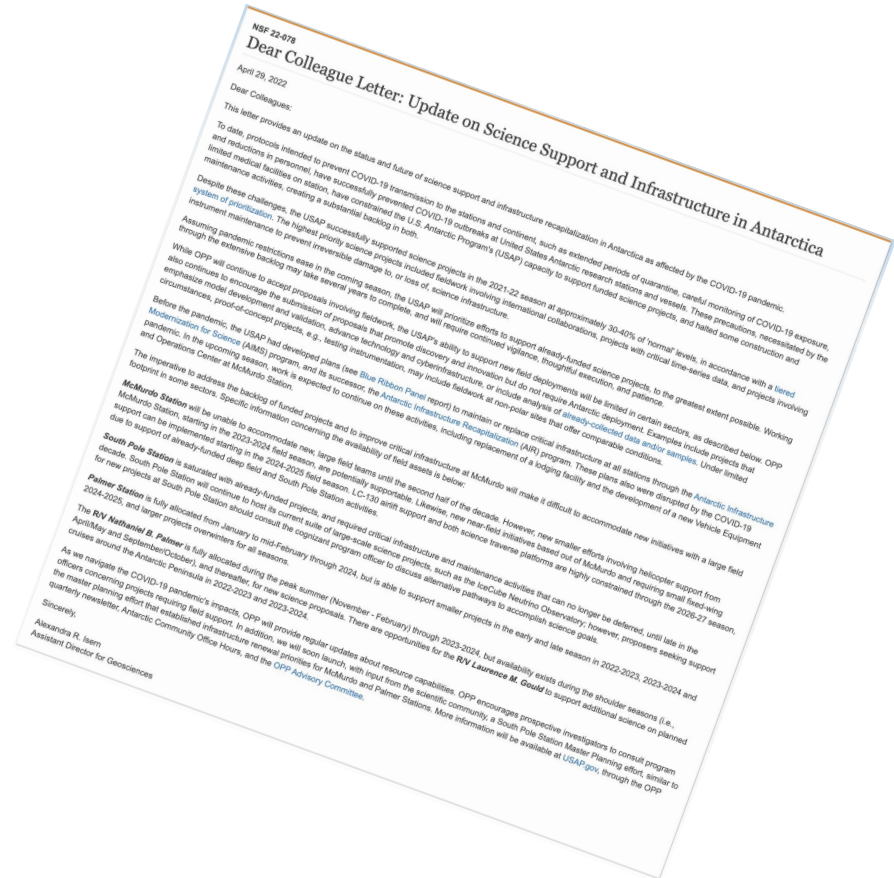 NSF 22-078
Dear Colleague Letter: Update on Science Support and Infrastructure in Antarctica
April 29, 2022
Dear Colleagues:
This letter provides an update on the status and future of science support and infrastructure recapitalization in Antarctica as affected by the COVID-19 pandemic.
To date, protocols intended to prevent COVID-19 transmission to the stations and continent, such as extended periods of quarantine, careful monitoring of COVID-19 exposure,
and reductions in personnel, have successfully prevented COVID-19 outbreaks at United States Antarctic research stations and vessels. These precautions, necessitated by the
limited medical facilities on station, have constrained the U.S. Antarctic Program's (USAP) capacity to support funded science projects, and halted some construction and
maintenance activities, creating a substantial backlog in both.
Despite these challenges, the USAP successfully supported science projects in the 2021-22 season at approximately 30-40% of 'normal' levels, in accordance with a tiered
system of prioritization. The highest priority science projects included fieldwork involving international collaborations, projects with critical time-series data, and projects involving
instrument maintenance to prevent irreversible damage to, or loss of, science infrastructure.
Assuming pandemic restrictions ease in the coming season, the USAP will prioritize efforts to support already-funded science projects, to the greatest extent possible. Working
through the extensive backlog may take several years to complete, and will require continued vigilance, thoughtful execution, and patience.
While OPP will continue to accept proposals involving fieldwork, the USAP's ability to support new field deployments will be limited in certain sectors, as described below. OPP
also continues to encourage the submission of proposals that promote discovery and innovation but do not require Antarctic deployment. Examples include projects that
emphasize model development and validation, advance technology and cyberinfrastructure, or include analysis of already-collected data and/or samples. Under limited
circumstances, proof-of-concept projects, e.g., testing instrumentation, may include fieldwork at non-polar sites that offer comparable conditions.
Before the pandemic, the USAP had developed plans (see Blue Ribbon Panel report) to maintain or replace critical infrastructure at all stations through the Antarctic Infrastructure
Modernization for Science (AIMS) program, and its successor, the Antarctic Infrastructure Recapitalization (AIR) program. These plans also were disrupted by the COVID-19
pandemic. In the upcoming season, work is expected to continue on these activities, including replacement of a lodging facility and the development of a new Vehicle Equipment
and Operations Center at McMurdo Station.
The imperative to address the backlog of funded projects and to improve critical infrastructure at McMurdo will make it difficult to accommodate new initiatives with a large field
footprint in some sectors. Specific information concerning the availability of field assets is below:
McMurdo Station will be unable to accommodate new, large field teams until the second half of the decade. However, new smaller efforts involving helicopter support from
McMurdo Station, starting in the 2023-2024 field season, are potentially supportable. Likewise, new near-field initiatives based out of McMurdo and requiring small fixed-wing
support can be implemented starting in the 2024-2025 field season. LC-130 airlift support and both science traverse platforms are highly constrained through the 2026-27 season,
due to support of already-funded deep field and South Pole Station activities.
South Pole Station is saturated with already-funded projects, and required critical infrastructure and maintenance activities that can no longer be deferred, until late in the
decade. South Pole Station will continue to host its current suite of large-scale science projects, such as the IceCube Neutrino Observatory; however, proposers seeking support
for new projects at South Pole Station should consult the cognizant program officer to discuss alternative pathways to accomplish science goals.
Palmer Station is fully allocated from January to mid-February through 2024, but is able to support smaller projects in the early and late season in 2022-2023, 2023-2024 and
2024-2025, and larger projects overwinters for all seasons.
The R/V Nathaniel B. Palmer is fully allocated during the peak summer (November - February) through 2023-2024, but availability exists during the shoulder seasons (i.e.,
April/May and September/October), and thereafter, for new science proposals. There are opportunities for the R/V Laurence M. Gould to support additional science on planned
cruises around the Antarctic Peninsula in 2022-2023 and 2023-2024.
As we navigate the COVID-19 pandemic's impacts, OPP will provide regular updates about resource capabilities. OPP encourages prospective investigators to consult program
officers concerning projects requiring field support. In addition, we will soon launch, with input from the scientific community, a South Pole Station Master Planning effort, similar to
the master planning effort that established infrastructure renewal priorities for McMurdo and Palmer Stations. More information will be available at USAP.gov, through the OPP
quarterly newsletter, Antarctic Community Office Hours, and the OPP Advisory Committee.
Sincerely,
Alexandra R. Isern
Assistant Director for Geosciences